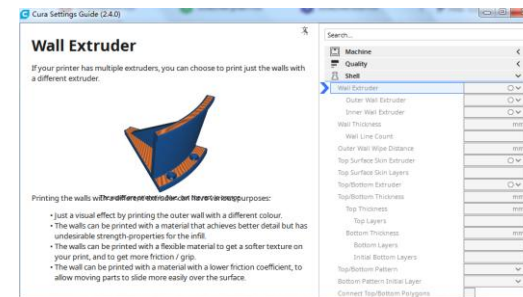 Cura Settings Guide (2.4.0)
Wall Extruder
If your printer has multiple extruders, you can choose to print just the walls with
a different extruder.
Printing the walls with different extruder can have various purposes:
• Just a visual effect by printing the outer wall with a different colour.
• The walls can be printed with a material that achieves better detail but has
undesirable strength-properties for the infill.
• The walls can be printed with a flexible material to get a softer texture on
your print, and to get more friction / grip.
• The wall can be printed with a material with a lower friction coefficient, to
allow moving parts to slide more easily over the surface.
Search...
Machine
Quality
Shell
Wall Extruder
Outer Wall Extruder
Inner Wall Extruder
Wall Thickness mm
Wall Line Count
Outer Wall Wipe Distance mm
Top Surface Skin Extruder
Top Surface Skin Layers
Top/Bottom Extruder
Top/Bottom Thickness mm
Top Thickness mm
Top Layers
Bottom Thickness mm
Bottom Layers
Initial Bottom Layers
Top/Bottom Pattern
Bottom Pattern Initial Layer
Connect Top/Bottom Polygons